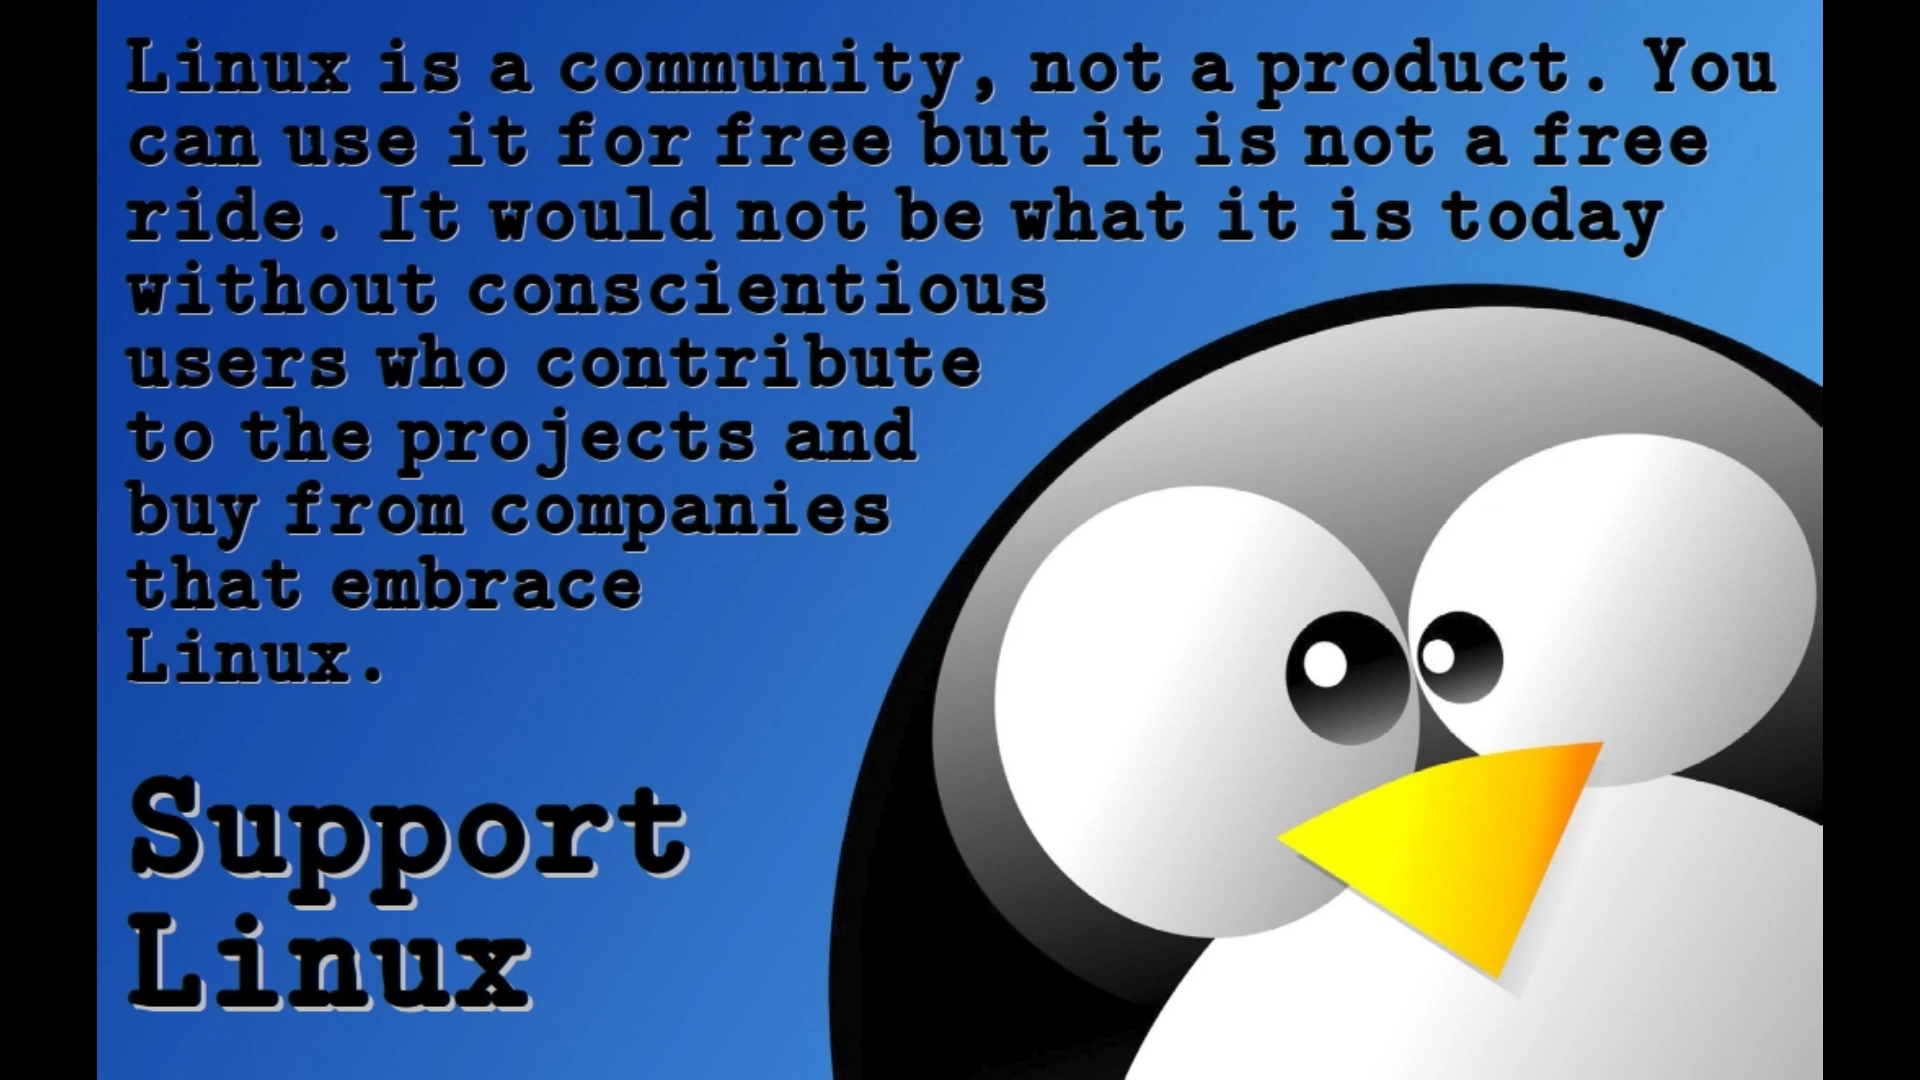 Linux is a community, not a product. You
can use it for free but it is not a free
ride. It would not be what it is today
without conscientious
users who contribute
to the projects and
buy from companies
that embrace
Linux.
Support
Linux